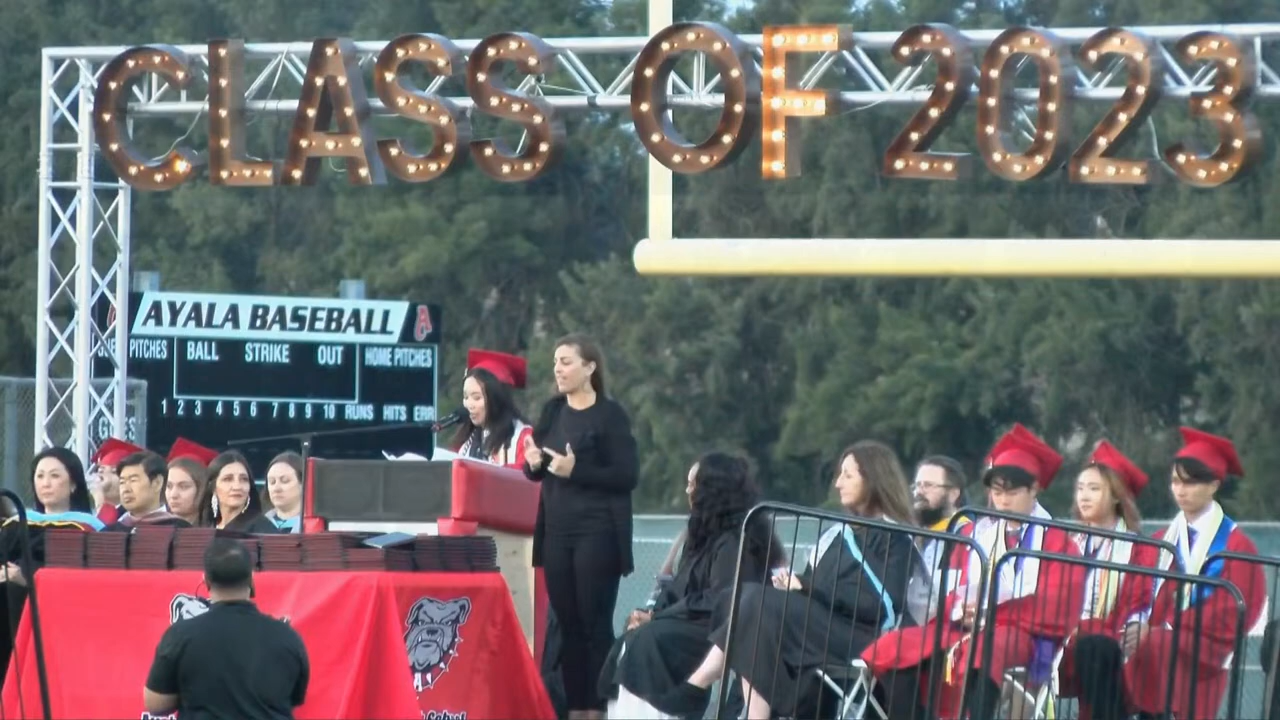 CLASS OF 2023
AYALA BASEBALL A
PITCHES BALL STRIKE OUT HOME PITCHES
1 2 3 4 5 6 7 8 9 10 RUNS HITS ERR